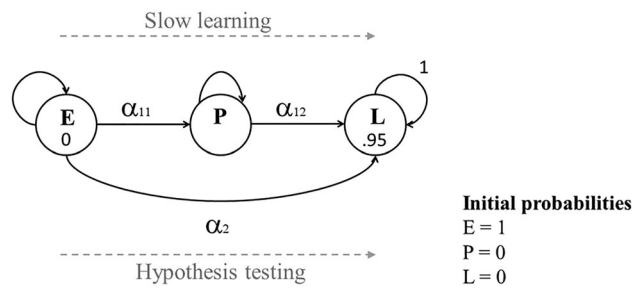 Slow learning
1
E
α11
P
α12
L
0
.95
α2
Initial probabilities
E = 1
P = 0
L = 0
Hypothesis testing